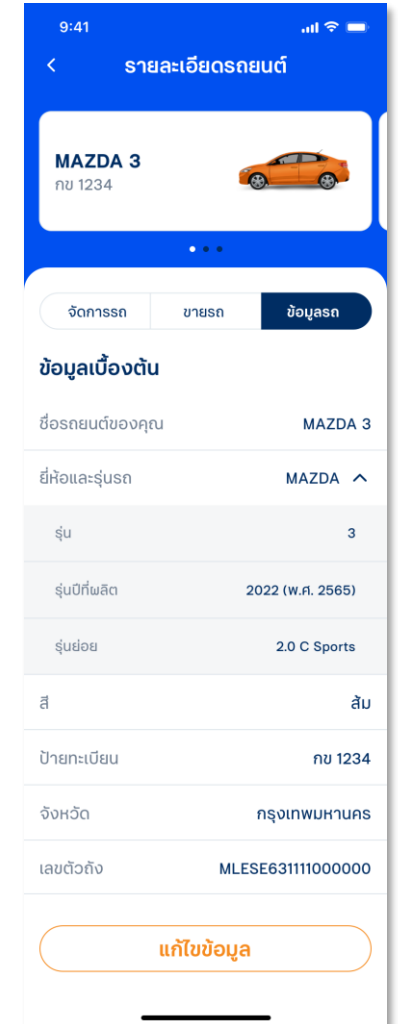 9:41
รายละเอียดรถยนต์
MAZDA 3
กข 1234
จัดการรถ ขายรถ ข้อมูลรถ
ข้อมูลเบื้องต้น
ชื่อรถยนต์ของคุณ MAZDA 3
ยี่ห้อและรุ่นรถ MAZDA
รุ่น 3
รุ่นปีที่ผลิต 2022 (พ.ศ. 2565)
รุ่นย่อย 2.0 C Sports
สี ส้ม
ป้ายทะเบียน กข 1234
จังหวัด กรุงเทพมหานคร
เลขตัวถัง MLESE631111000000
แก้ไขข้อมูล